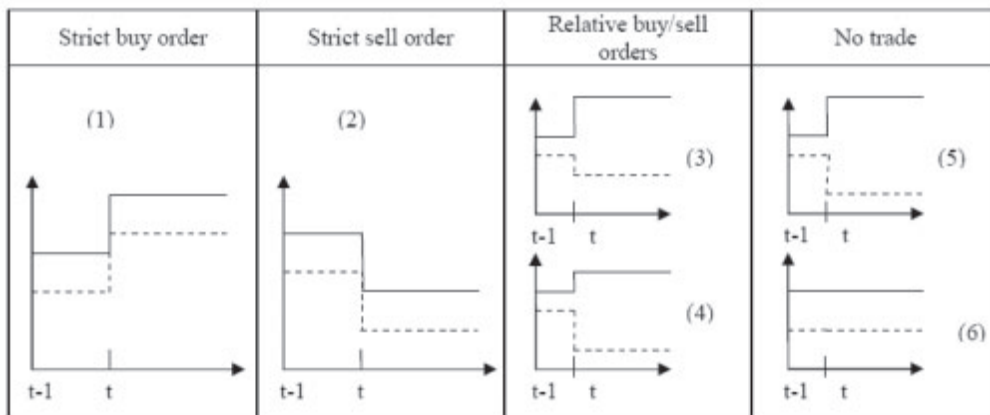 Strict buy order
Strict sell order
Relative buy/sell
orders
No trade
(1)
(2)
(3)
(5)
t-1 t
t-1 t
(4)
(6)
t-1 t
t-1 t
t-1 t
t-1 t